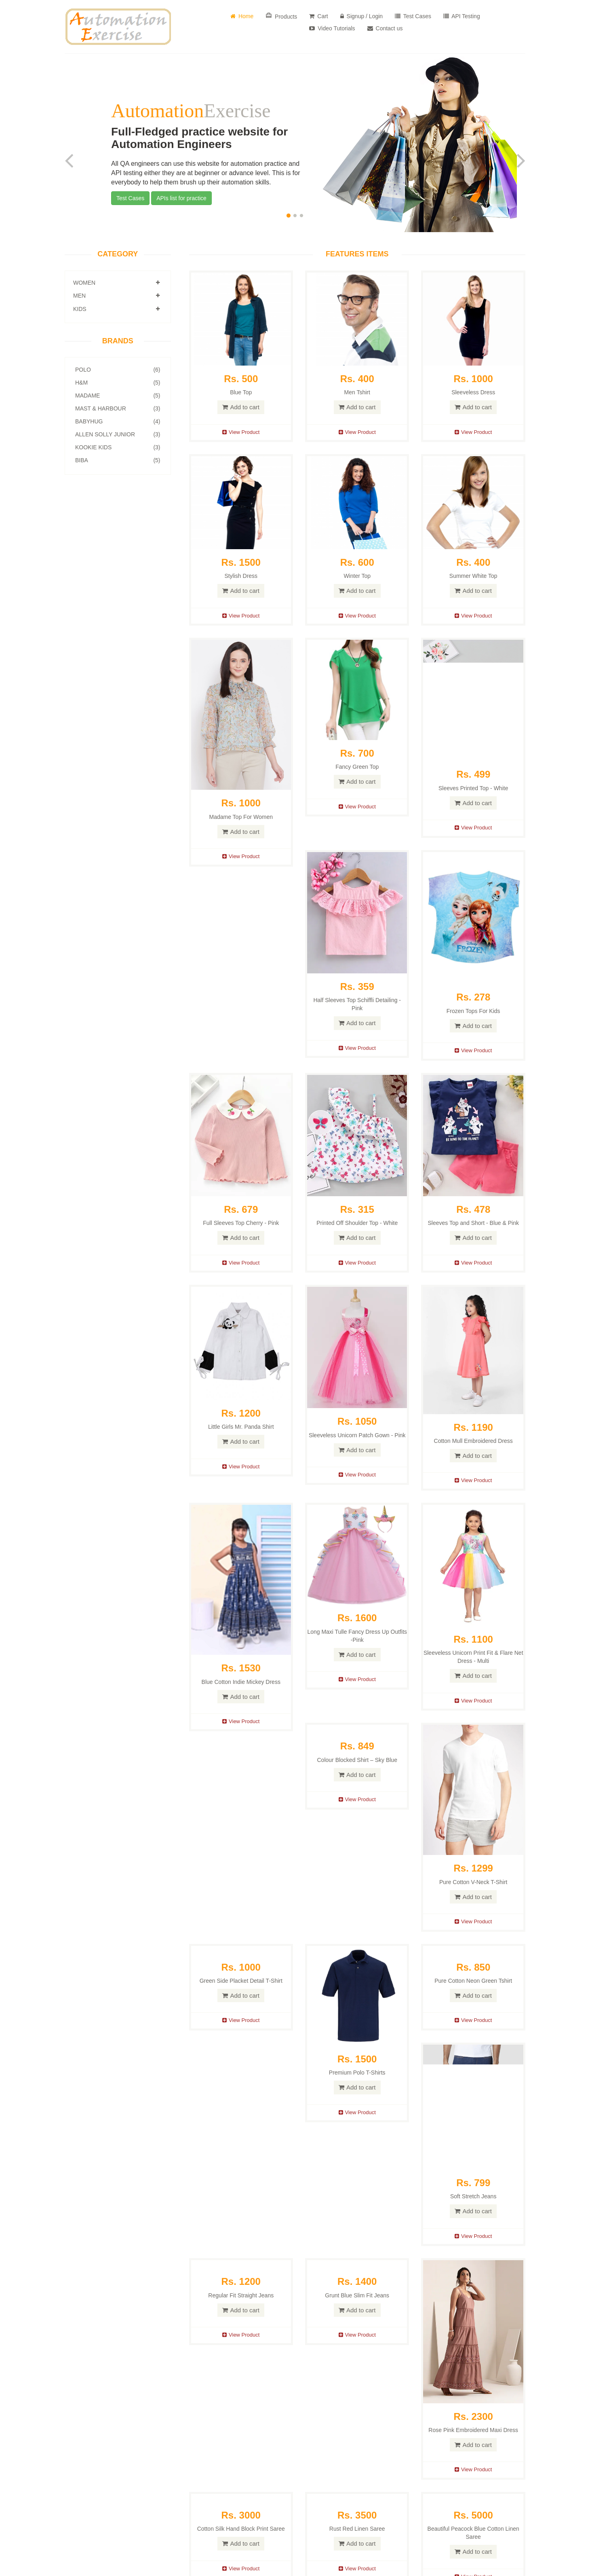 Automation
Exercise
Home
Products
Cart
Signup / Login
Test Cases
API Testing
Video Tutorials
Contact us
AutomationExercise
Full-Fledged practice website for
Automation Engineers
All QA engineers can use this website for automation practice and
API testing either they are at beginner or advance level. This is for
everybody to help them brush up their automation skills.
Test Cases
APIs list for practice
CATEGORY
WOMEN
MEN
KIDS
BRANDS
POLO (6)
H&M (5)
MADAME (5)
MAST & HARBOUR (3)
BABYHUG (4)
ALLEN SOLLY JUNIOR (3)
KOOKIE KIDS (3)
BIBA (5)
FEATURES ITEMS
Rs. 500
Blue Top
Add to cart
View Product
Rs. 400
Men Tshirt
Add to cart
View Product
Rs. 1000
Sleeveless Dress
Add to cart
View Product
Rs. 1500
Stylish Dress
Add to cart
View Product
Rs. 600
Winter Top
Add to cart
View Product
Rs. 400
Summer White Top
Add to cart
View Product
Rs. 1000
Madame Top For Women
Add to cart
View Product
Rs. 700
Fancy Green Top
Add to cart
View Product
Rs. 499
Sleeves Printed Top - White
Add to cart
View Product
Rs. 359
Half Sleeves Top Schiffli Detailing -
Pink
Add to cart
View Product
FROZEN
Rs. 278
Frozen Tops For Kids
Add to cart
View Product
Rs. 679
Full Sleeves Top Cherry - Pink
Add to cart
View Product
Rs. 315
Printed Off Shoulder Top - White
Add to cart
View Product
Rs. 478
Sleeves Top and Short - Blue & Pink
Add to cart
View Product
Rs. 1200
Little Girls Mr. Panda Shirt
Add to cart
View Product
Rs. 1050
Sleeveless Unicorn Patch Gown - Pink
Add to cart
View Product
Rs. 1190
Cotton Mull Embroidered Dress
Add to cart
View Product
Rs. 1530
Blue Cotton Indie Mickey Dress
Add to cart
View Product
Rs. 1600
Long Maxi Tulle Fancy Dress Up Outfits
-Pink
Add to cart
View Product
Rs. 1100
Sleeveless Unicorn Print Fit & Flare Net
Dress - Multi
Add to cart
View Product
Rs. 849
Colour Blocked Shirt – Sky Blue
Add to cart
View Product
Rs. 1299
Pure Cotton V-Neck T-Shirt
Add to cart
View Product
Rs. 1000
Green Side Placket Detail T-Shirt
Add to cart
View Product
Rs. 1500
Premium Polo T-Shirts
Add to cart
View Product
Rs. 850
Pure Cotton Neon Green Tshirt
Add to cart
View Product
Rs. 799
Soft Stretch Jeans
Add to cart
View Product
Rs. 1200
Regular Fit Straight Jeans
Add to cart
View Product
Rs. 1400
Grunt Blue Slim Fit Jeans
Add to cart
View Product
Rs. 2300
Rose Pink Embroidered Maxi Dress
Add to cart
View Product
Rs. 3000
Cotton Silk Hand Block Print Saree
Add to cart
View Product
Rs. 3500
Rust Red Linen Saree
Add to cart
View Product
Rs. 5000
Beautiful Peacock Blue Cotton Linen
Saree
Add to cart